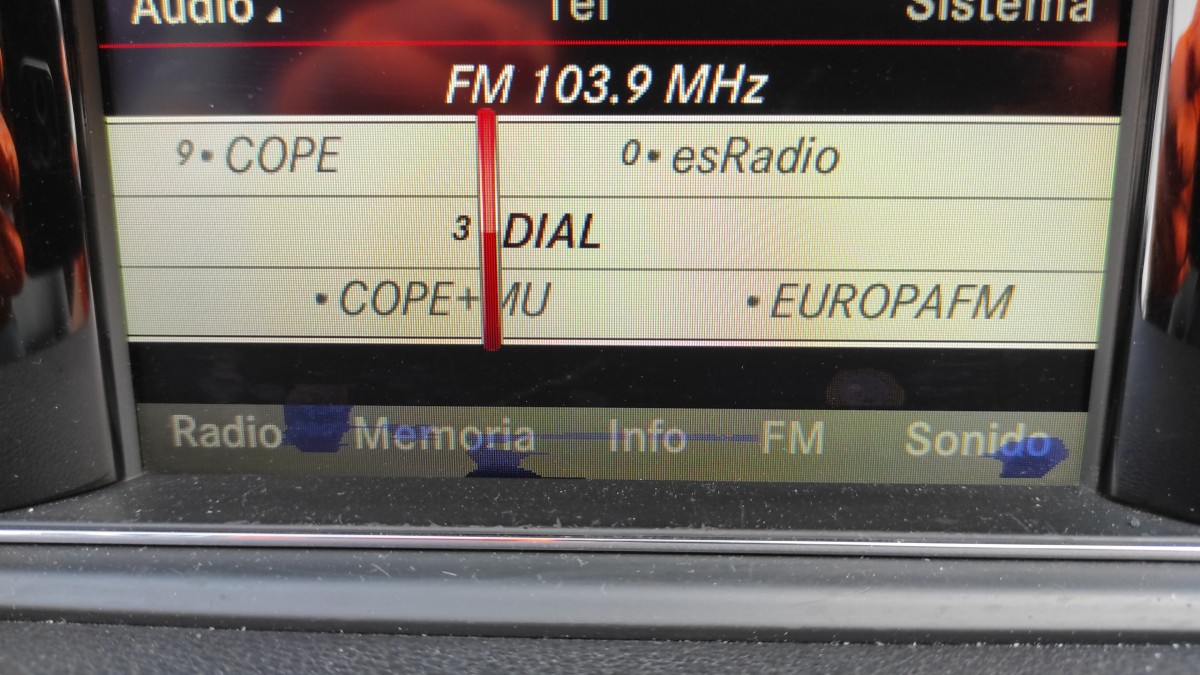 Audio Tel Sistema
FM 103.9 MHz
9 • COPE 0 • esRadio
3 DIAL
• COPE+MU • EUROPAFM
Radio Memoria Info FM Sonido